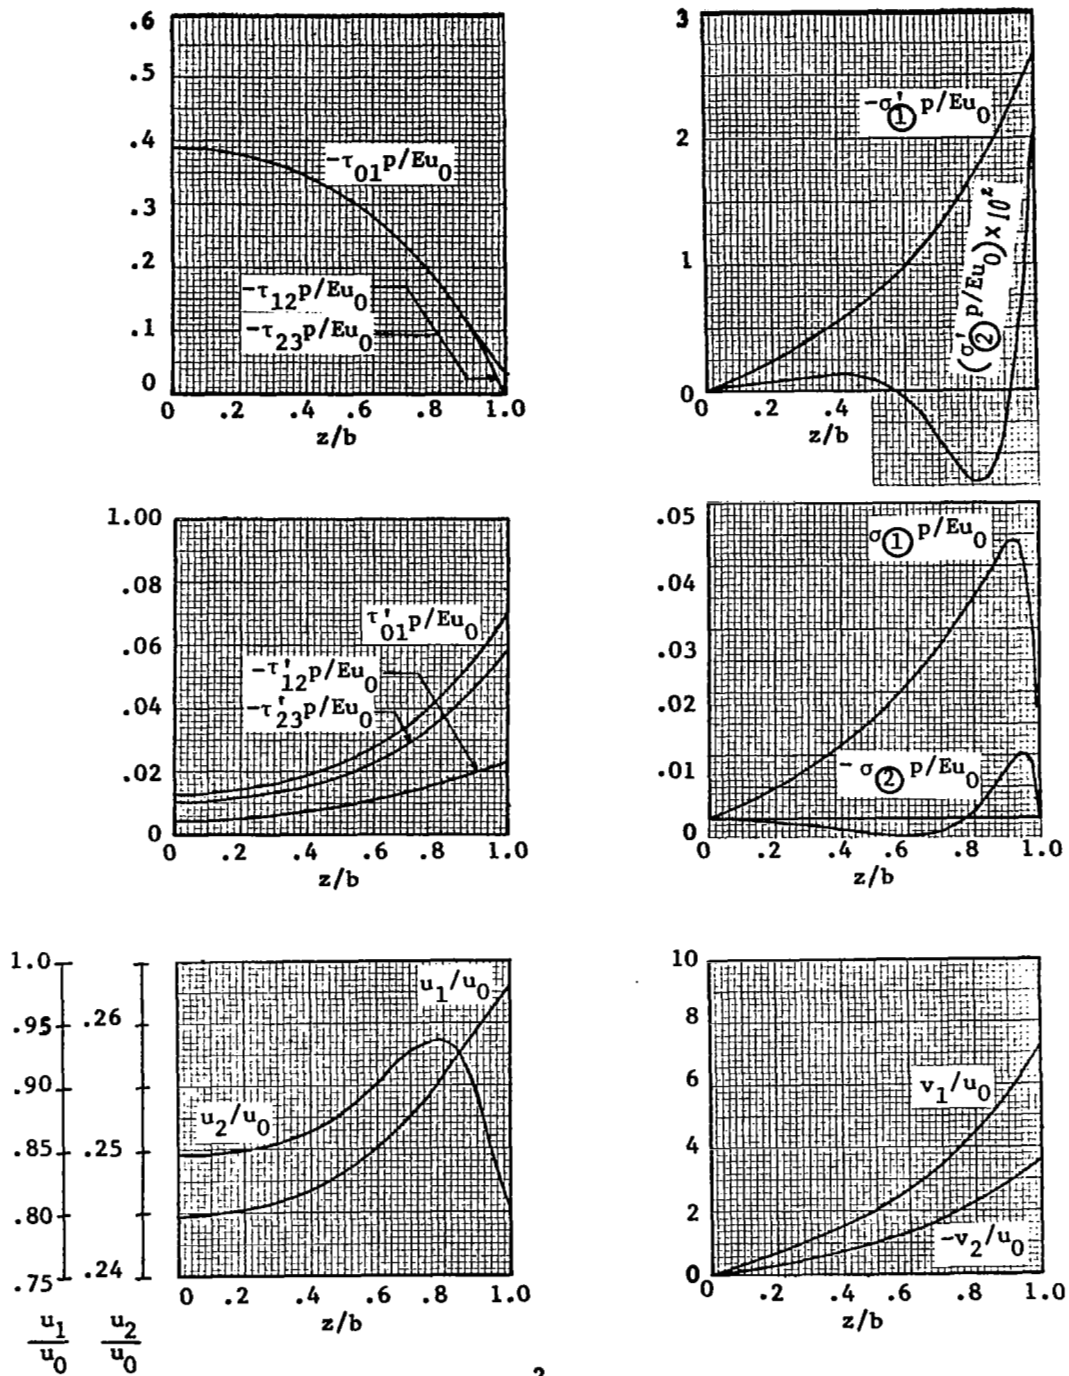 .6
.4
.3
.2
.1
0
-τ01p/Eu0
-τ12p/Eu0
-τ23p/Eu0
0 .2 .4 .6 .8 1.0
z/b
3
2
1
0
-σ'①p/Eu0
(σ'②p/Eu0)×10²
0 .2 .4 .8 1.0
z/b
1.00
.08
.06
.04
.02
0
τ'01p/Eu0
-τ'12p/Eu0
-τ'23p/Eu0
0 .2 .4 .6 .8 1.0
z/b
.05
.04
.03
.02
.01
0
σ①p/Eu0
-σ②p/Eu0
0 .2 .4 .6 .8 1.0
z/b
1.0
.95
.90
.85
.80
.75
u1/u0
.26
.25
.24
u2/u0
u1/u0
u2/u0
0 .2 .4 .6 .8 1.0
z/b
10
8
6
4
2
0
v1/u0
-v2/u0
0 .2 .4 .6 .8 1.0
z/b